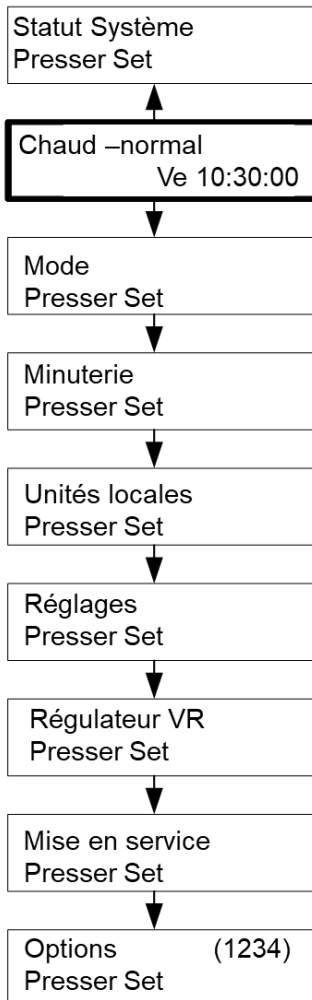 Statut Système
Presser Set
Chaud –normal
Ve 10:30:00
Mode
Presser Set
Minuterie
Presser Set
Unités locales
Presser Set
Réglages
Presser Set
Régulateur VR
Presser Set
Mise en service
Presser Set
Options (1234)
Presser Set